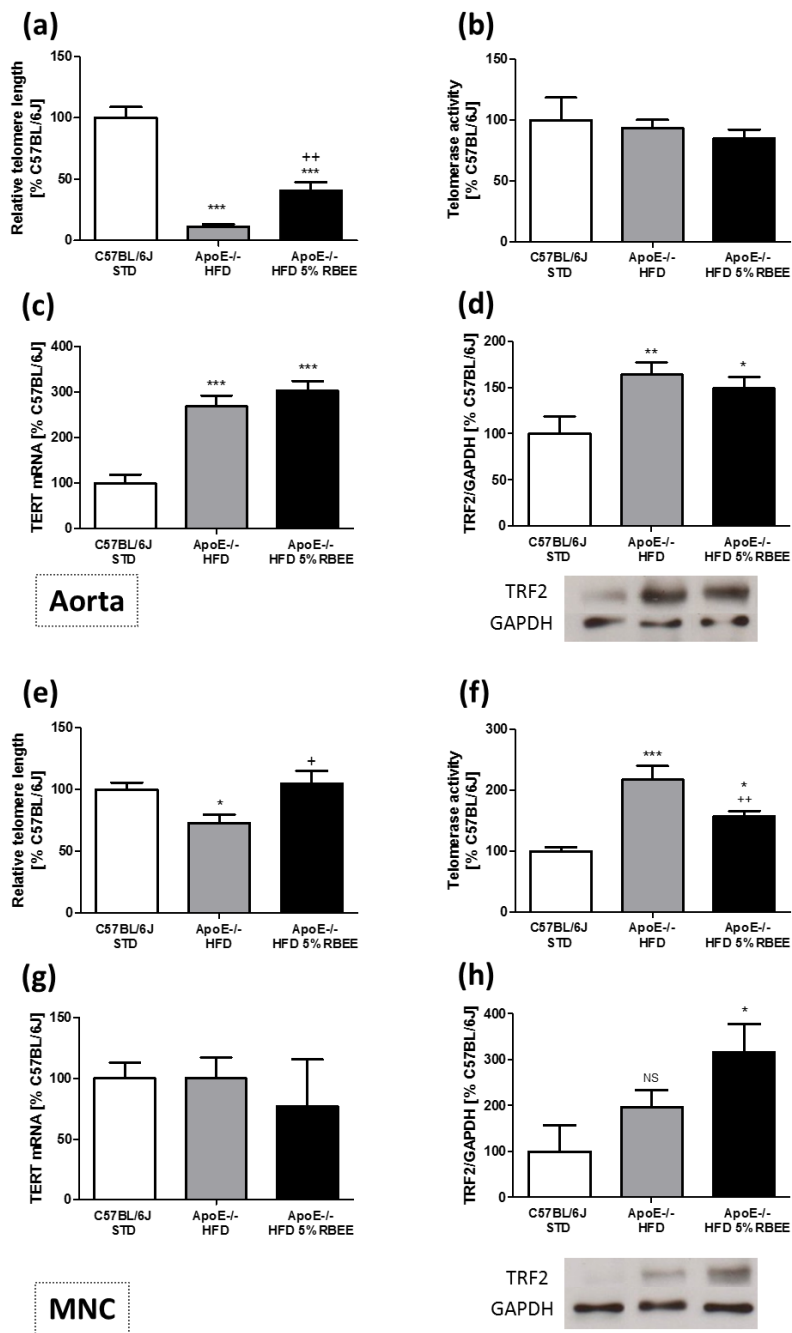 (a)
Relative telomere length
[% C57BL/6J]
150
100
50
0
C57BL/6J
STD
ApoE-/-
HFD
ApoE-/-
HFD 5% RBEE
***
++
***
(b)
Telomerase activity
[% C57BL/6J]
150
100
50
0
C57BL/6J
STD
ApoE-/-
HFD
ApoE-/-
HFD 5% RBEE
(c)
TERT mRNA [% C57BL/6J]
400
300
200
100
0
C57BL/6J
STD
ApoE-/-
HFD
ApoE-/-
HFD 5% RBEE
***
***
Aorta
(d)
TRF2/GAPDH [% C57BL/6J]
200
150
100
50
0
C57BL/6J
STD
ApoE-/-
HFD
ApoE-/-
HFD 5% RBEE
**
*
TRF2
GAPDH
(e)
Relative telomere length
[% C57BL/6J]
150
100
50
0
C57BL/6J
STD
ApoE-/-
HFD
ApoE-/-
HFD 5% RBEE
*
+
(f)
Telomerase activity
[% C57BL/6J]
300
200
100
0
C57BL/6J
STD
ApoE-/-
HFD
ApoE-/-
HFD 5% RBEE
***
*
++
(g)
TERT mRNA [% C57BL/6J]
150
100
50
0
C57BL/6J
STD
ApoE-/-
HFD
ApoE-/-
HFD 5% RBEE
MNC
(h)
TRF2/GAPDH [% C57BL/6J]
400
300
200
100
0
C57BL/6J
STD
ApoE-/-
HFD
ApoE-/-
HFD 5% RBEE
NS
*
TRF2
GAPDH